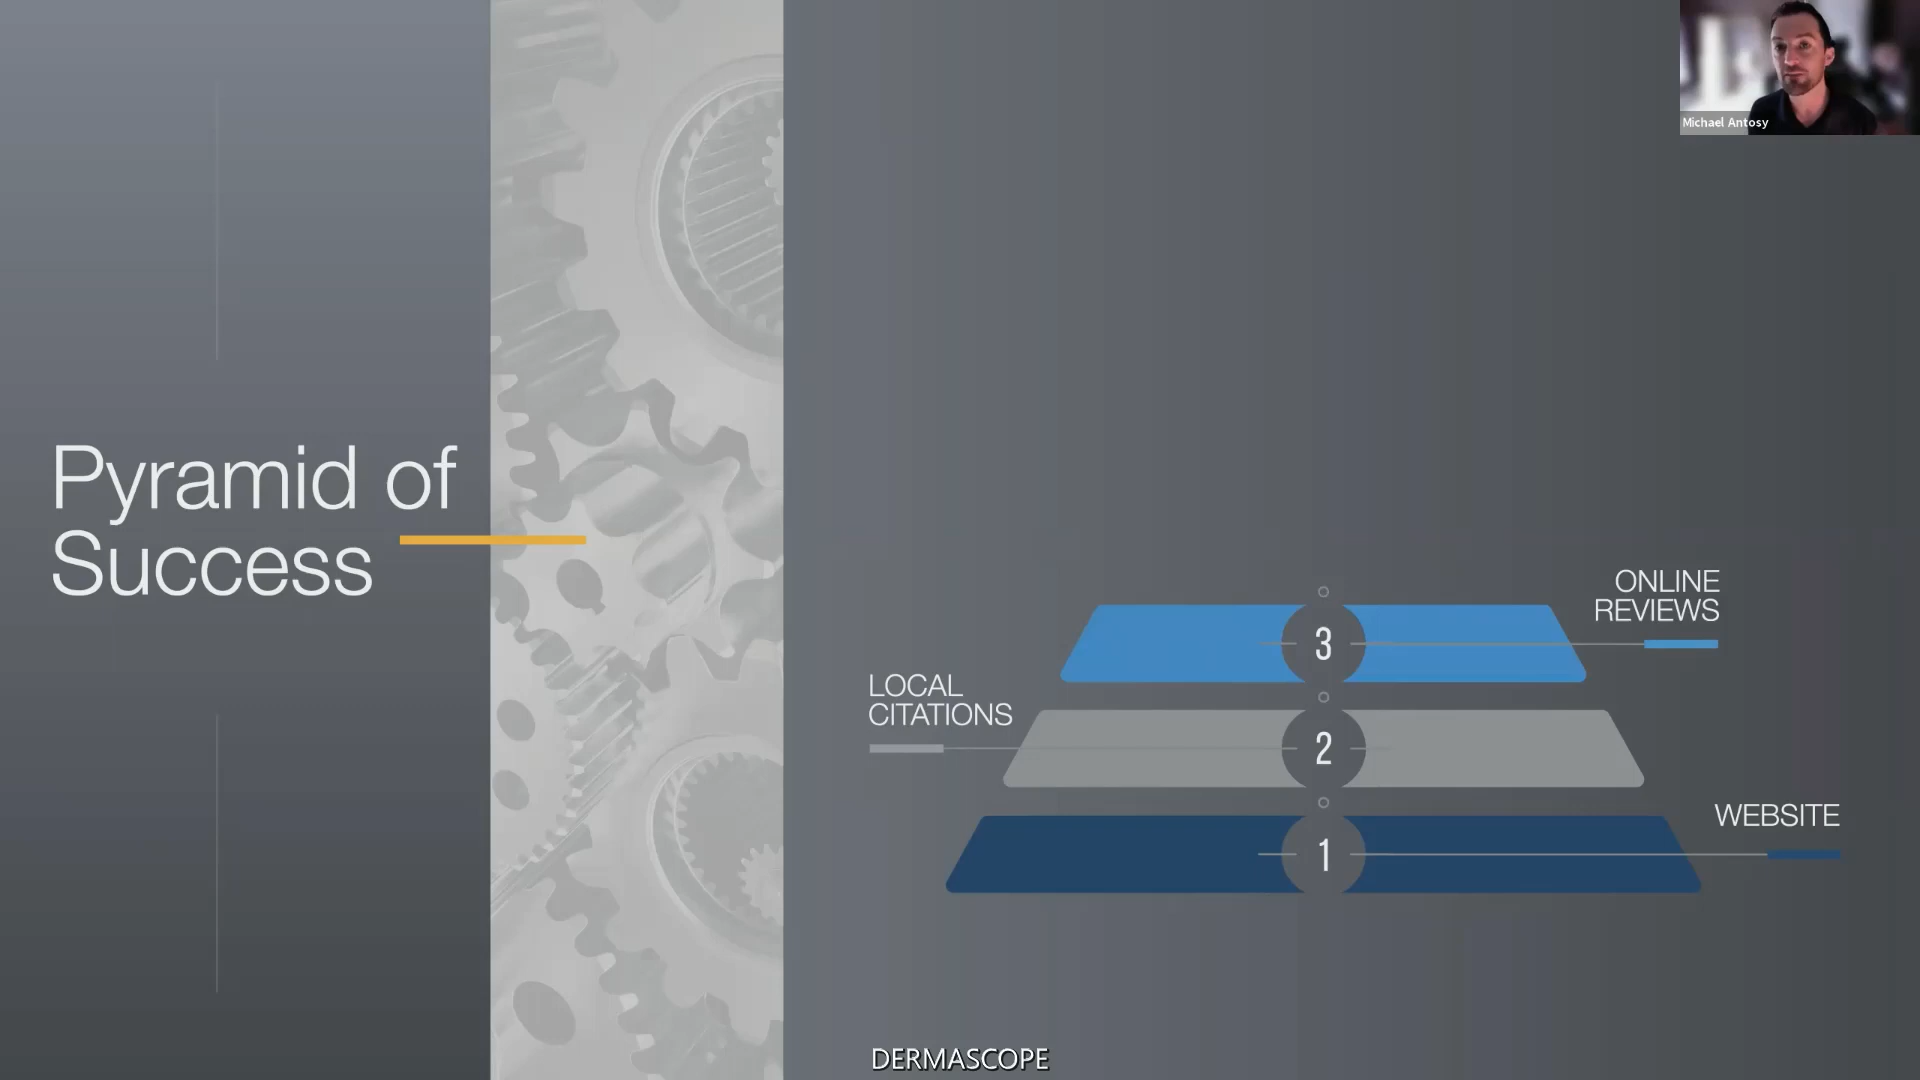 Michael Antosy
Pyramid of
Success
ONLINE
REVIEWS
3
LOCAL
CITATIONS
2
WEBSITE
1
DERMASCOPE